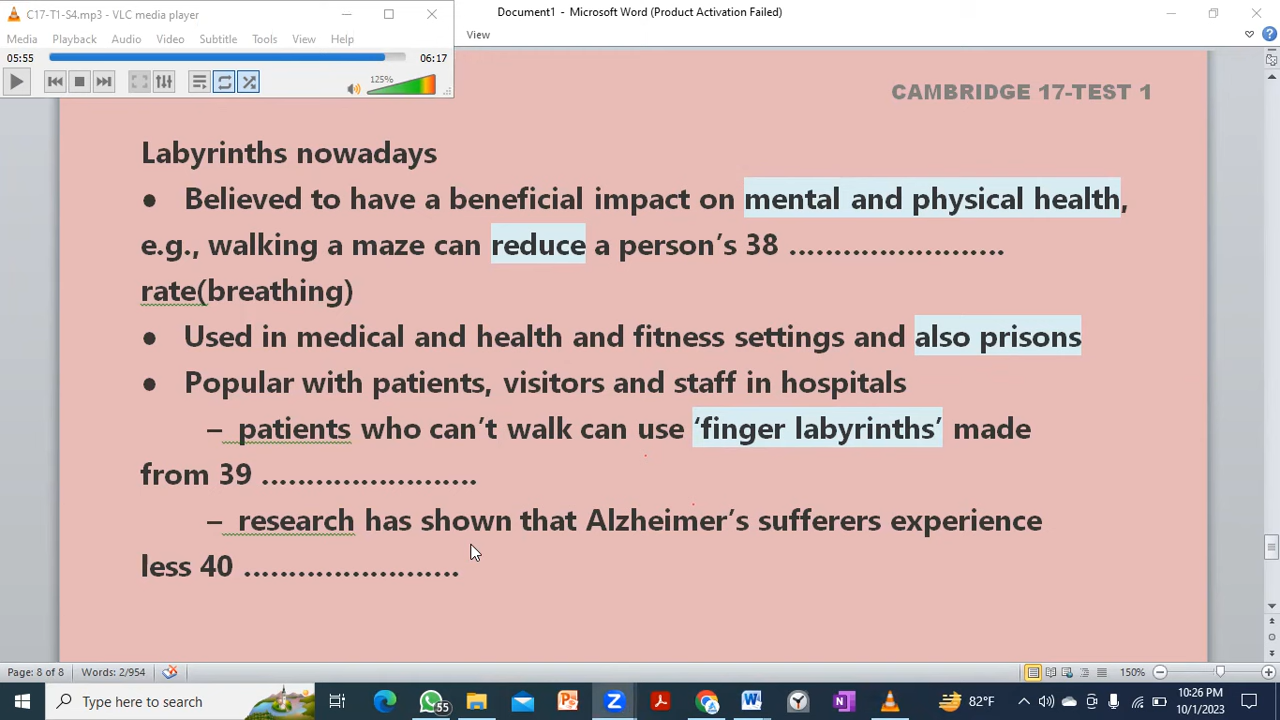 C17-T1-S4.mp3 - VLC media player
Document1 - Microsoft Word (Product Activation Failed)
Media Playback Audio Video Subtitle Tools View Help
View
05:55 06:17
125%
CAMBRIDGE 17-TEST 1
Labyrinths nowadays
● Believed to have a beneficial impact on mental and physical health,
e.g., walking a maze can reduce a person’s 38 ........................
rate(breathing)
● Used in medical and health and fitness settings and also prisons
● Popular with patients, visitors and staff in hospitals
– patients who can’t walk can use ‘finger labyrinths’ made
from 39 ........................
– research has shown that Alzheimer’s sufferers experience
less 40 ........................
Page: 8 of 8 Words: 2/954 150%
Type here to search 55 82°F 10:26 PM
10/1/2023